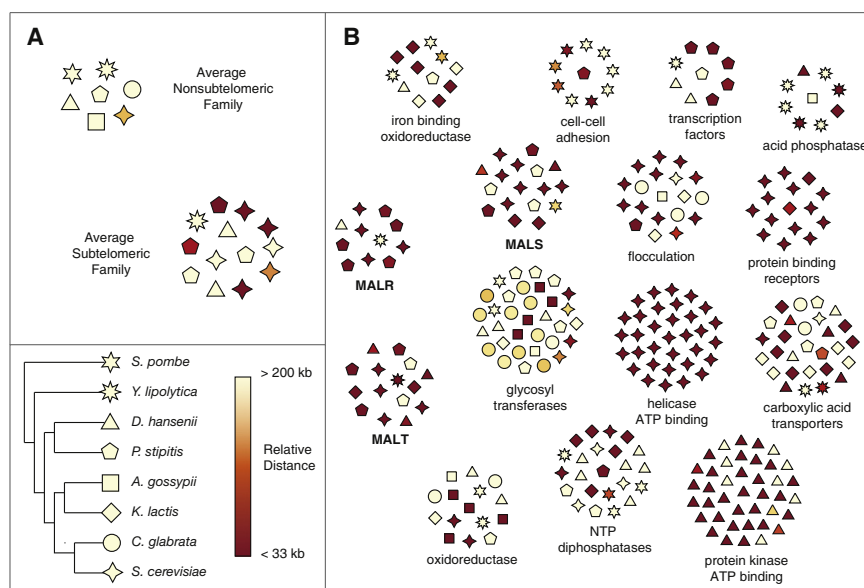 A
Average
Nonsubtelomeric
Family
Average
Subtelomeric
Family
S. pombe
Y. lipolytica
D. hansenii
P. stipitis
A. gossypii
K. lactis
C. glabrata
S. cerevisiae
> 200 kb
Relative
Distance
< 33 kb
B
iron binding
oxidoreductase
cell-cell
adhesion
transcription
factors
acid phosphatase
MALR
MALS
flocculation
protein binding
receptors
MALT
glycosyl
transferases
helicase
ATP binding
carboxylic acid
transporters
oxidoreductase
NTP
diphosphatases
protein kinase
ATP binding